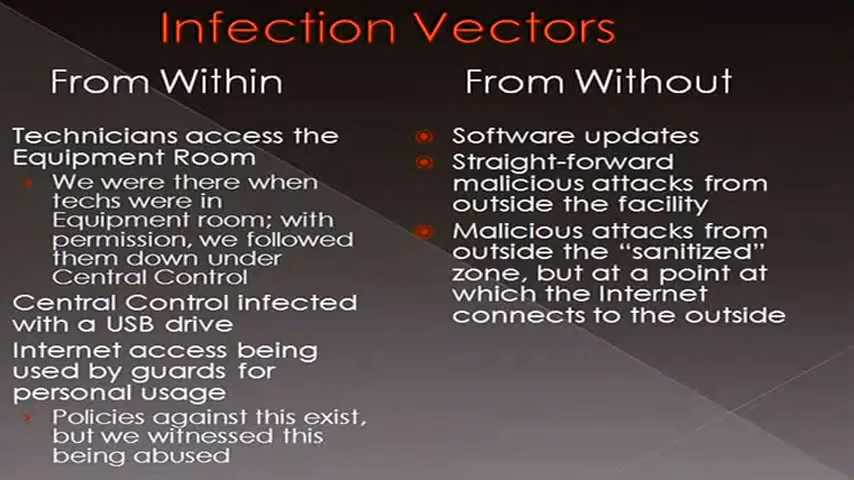 Infection Vectors
From Within
Technicians access the
Equipment Room
We were there when
techs were in
Equipment room; with
permission, we followed
them down under
Central Control
Central Control infected
with a USB drive
Internet access being
used by guards for
personal usage
Policies against this exist,
but we witnessed this
being abused
From Without
Software updates
Straight-forward
malicious attacks from
outside the facility
Malicious attacks from
outside the “sanitized”
zone, but at a point at
which the Internet
connects to the outside